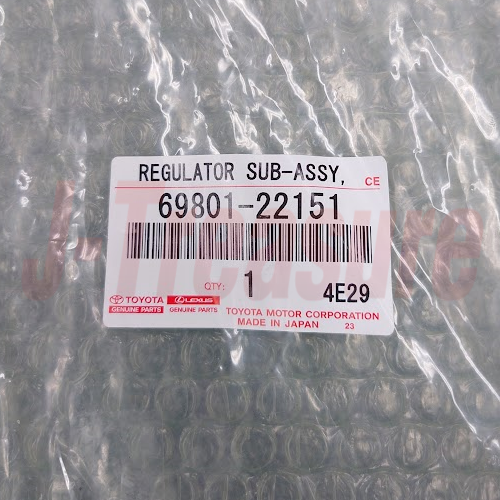 REGULATOR SUB-ASSY, CE
69801-22151
QTY: 1 4E29
TOYOTA LEXUS TOYOTA MOTOR CORPORATION
GENUINE PARTS GENUINE PARTS MADE IN JAPAN 23
J-Treasure